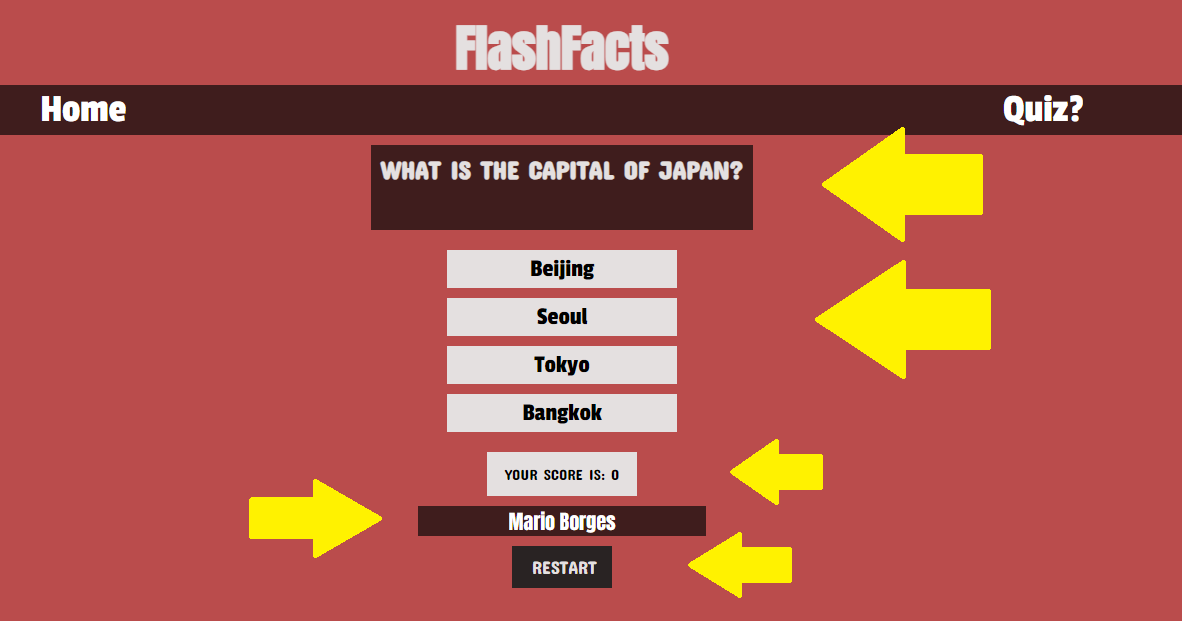 FlashFacts
Home
Quiz?
WHAT IS THE CAPITAL OF JAPAN?
Beijing
Seoul
Tokyo
Bangkok
YOUR SCORE IS: 0
Mario Borges
RESTART